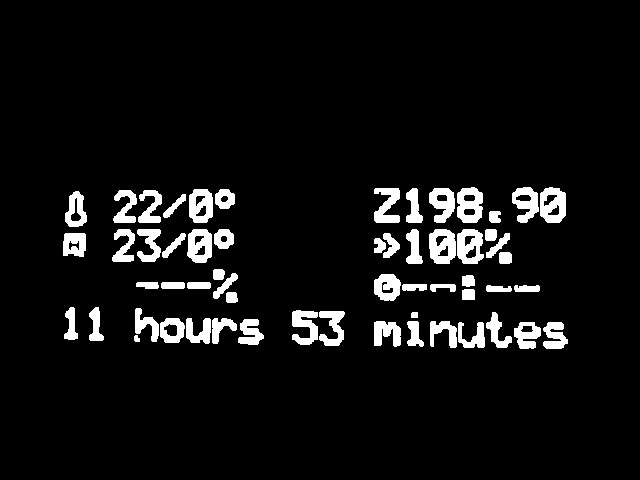 22/0° Z198.90
23/0° »100%
---% --:--
11 hours 53 minutes